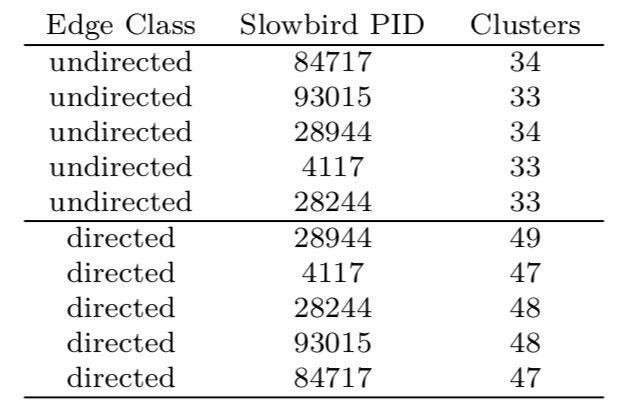 Edge Class Slowbird PID Clusters
undirected 84717 34
undirected 93015 33
undirected 28944 34
undirected 4117 33
undirected 28244 33
directed 28944 49
directed 4117 47
directed 28244 48
directed 93015 48
directed 84717 47